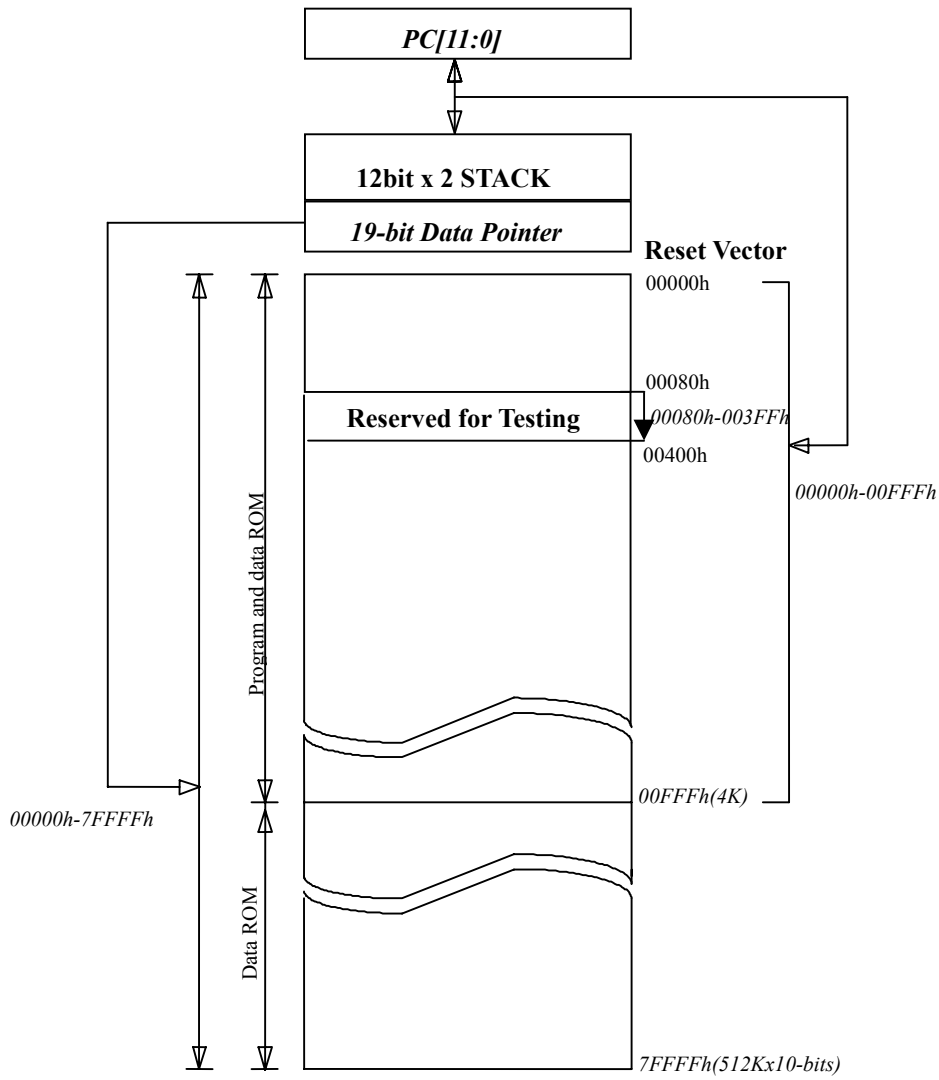 PC[11:0]
12bit x 2 STACK
19-bit Data Pointer
Reset Vector
00000h
00080h
Reserved for Testing
00080h-003FFh
00400h
00000h-00FFFh
Program and data ROM
00FFFh(4K)
00000h-7FFFFh
Data ROM
7FFFFh(512Kx10-bits)